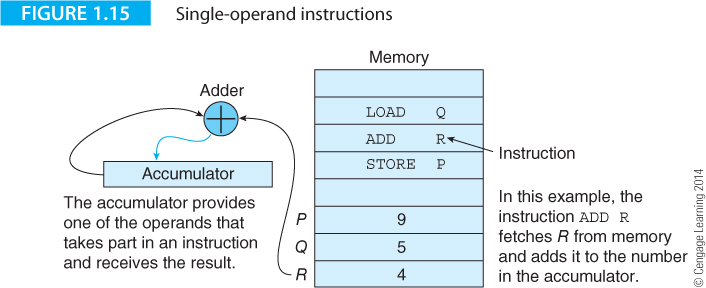 FIGURE 1.15 Single-operand instructions
Memory
Adder
LOAD Q
ADD R
STORE P
Instruction
Accumulator
The accumulator provides
one of the operands that
takes part in an instruction
and receives the result.
P 9
Q 5
R 4
In this example, the
instruction ADD R
fetches R from memory
and adds it to the number
in the accumulator.
© Cengage Learning 2014